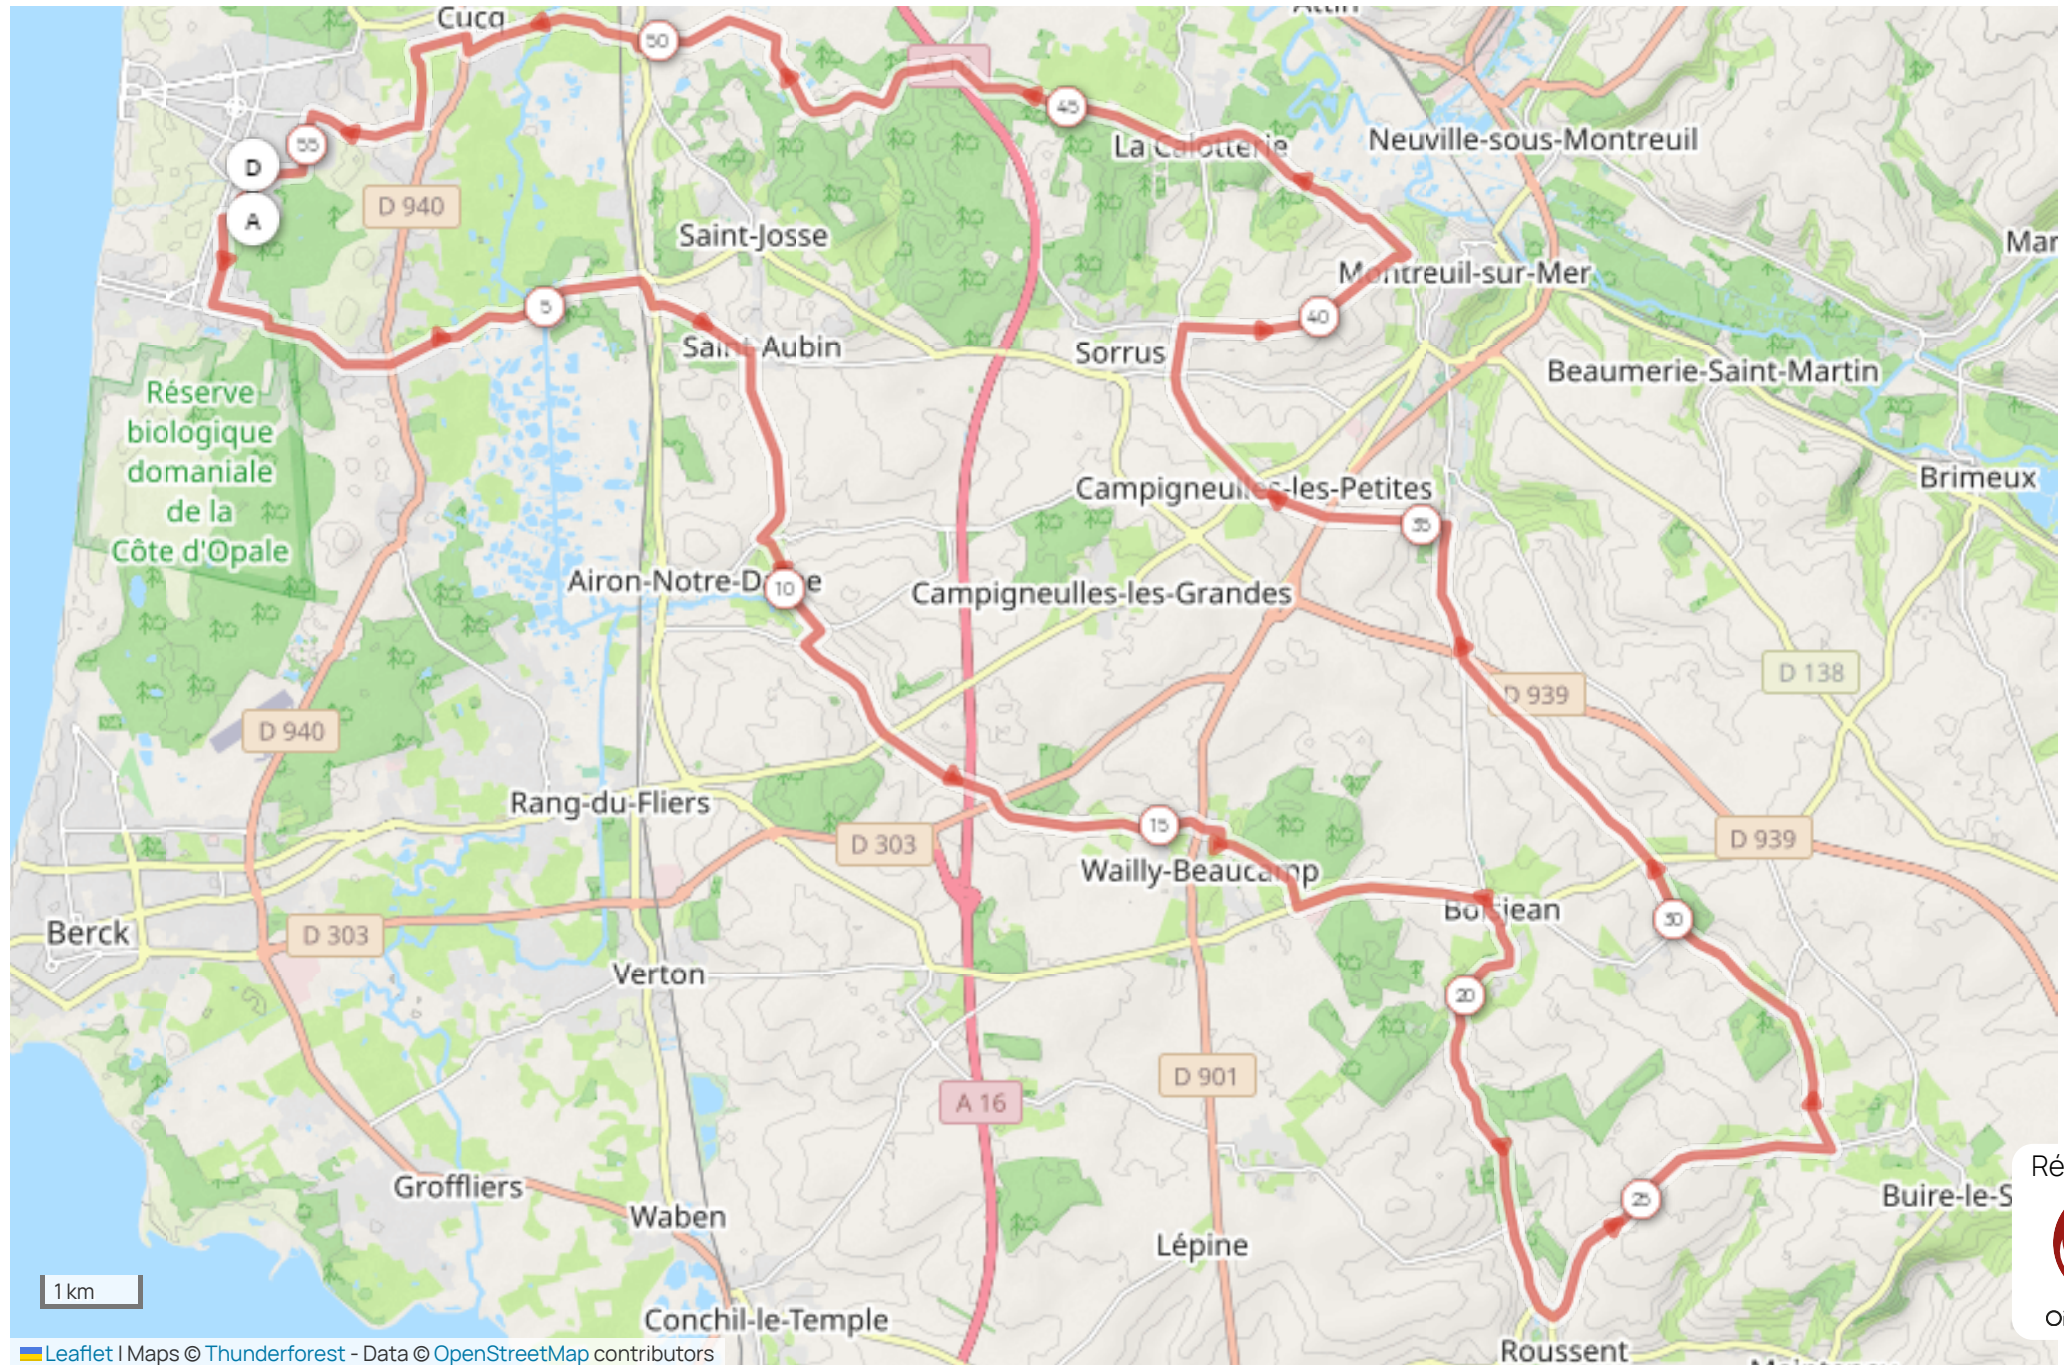 Cucq
50
45
La Calotterie
Neuville-sous-Montreuil
55
D
A
D 940
Saint-Josse
Montreuil-sur-Mer
5
40
Saint-Aubin
Sorrus
Beaumerie-Saint-Martin
Réserve
biologique
domaniale
de la
Côte d'Opale
Campigneulles-les-Petites
35
Brimeux
Airon-Notre-Dame
10
Campigneulles-les-Grandes
D 138
D 939
D 940
Rang-du-Fliers
D 303
15
D 939
Wailly-Beaucamp
Boisjean
30
Berck
D 303
Verton
20
D 901
A 16
Groffliers
Waben
25
Buire-le-S
Lépine
1 km
Conchil-le-Temple
Roussent
Leaflet | Maps © Thunderforest - Data © OpenStreetMap contributors